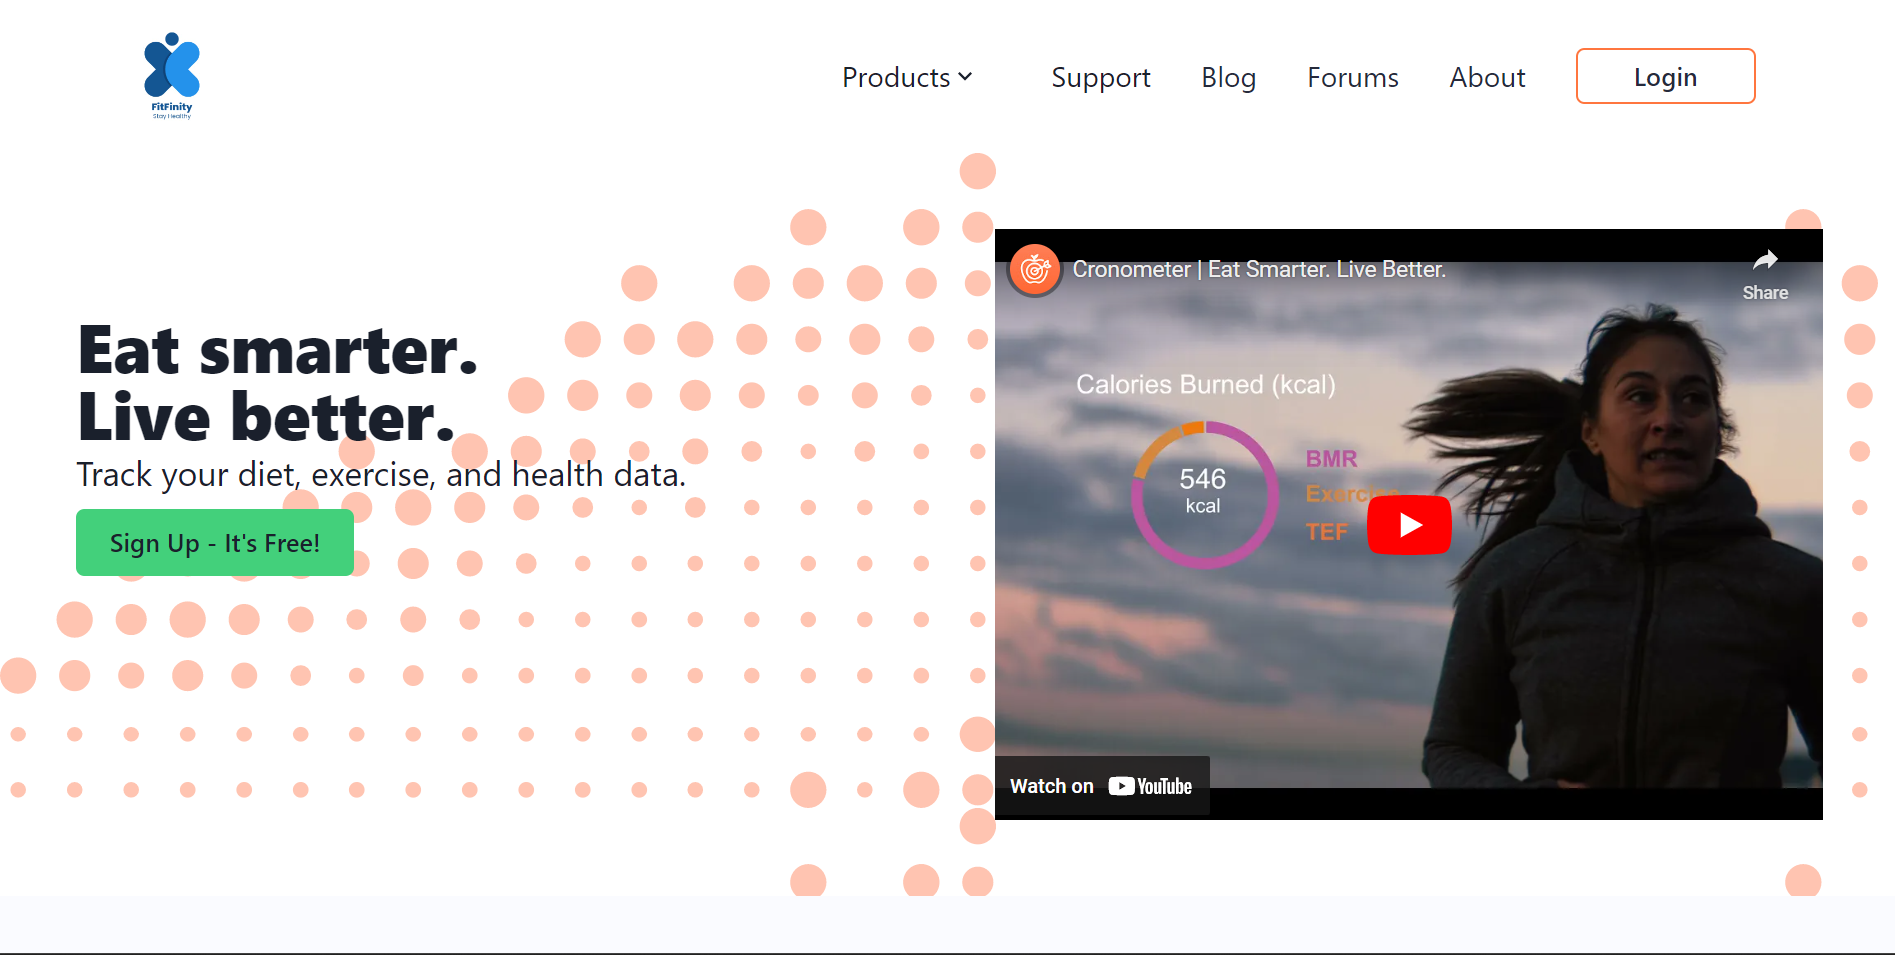 FitFinity
Stay Healthy
Products
Support
Blog
Forums
About
Login
Eat smarter.
Live better.
Track your diet, exercise, and health data.
Sign Up - It's Free!
Cronometer | Eat Smarter. Live Better.
Share
Calories Burned (kcal)
546
kcal
BMR
Exercise
TEF
Watch on YouTube